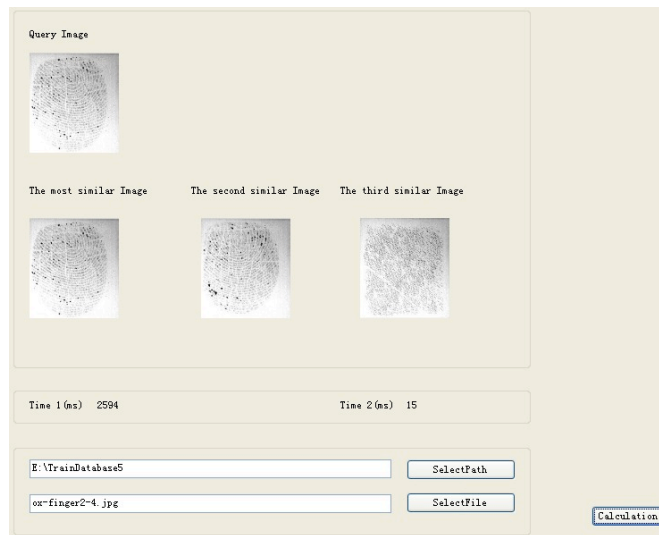 Query Image
The most similar Image The second similar Image The third similar Image
Time 1(ms) 2594 Time 2(ms) 15
E:\TrainDatabase5 SelectPath
ox-finger2-4.jpg SelectFile
Calculation